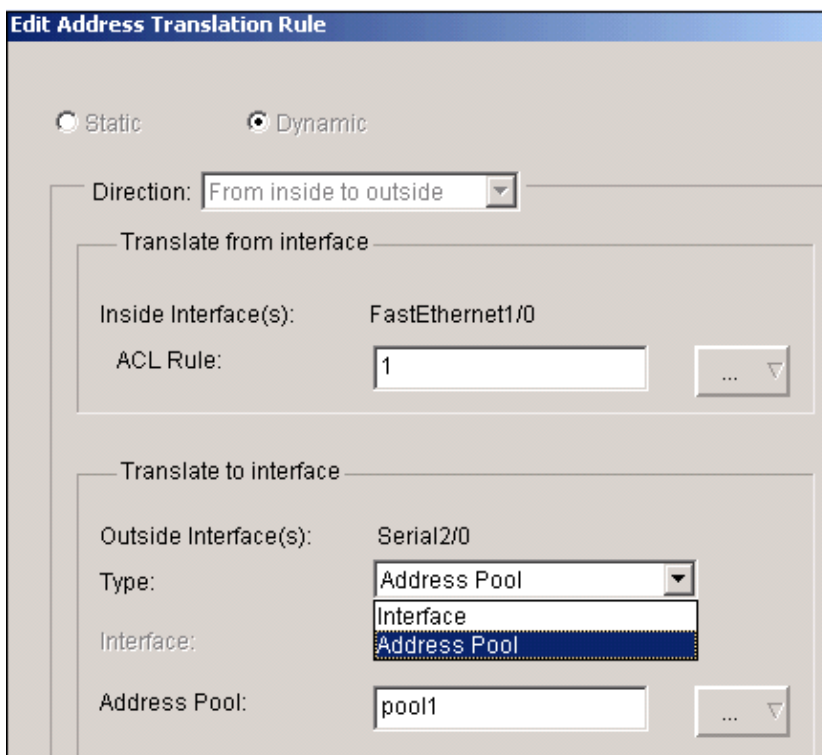 Edit Address Translation Rule
Static Dynamic
Direction: From inside to outside
Translate from interface
Inside Interface(s): FastEthernet1/0
ACL Rule: 1 ...
Translate to interface
Outside Interface(s): Serial2/0
Type: Address Pool
Interface
Interface: Address Pool
Address Pool: pool1 ...